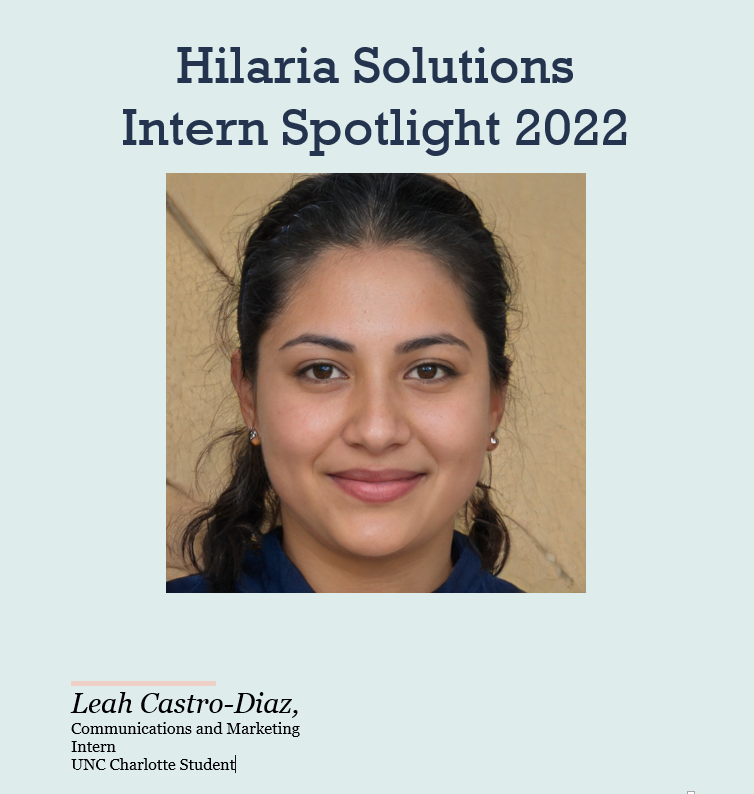 Hilaria Solutions
Intern Spotlight 2022
Leah Castro-Diaz,
Communications and Marketing
Intern
UNC Charlotte Student